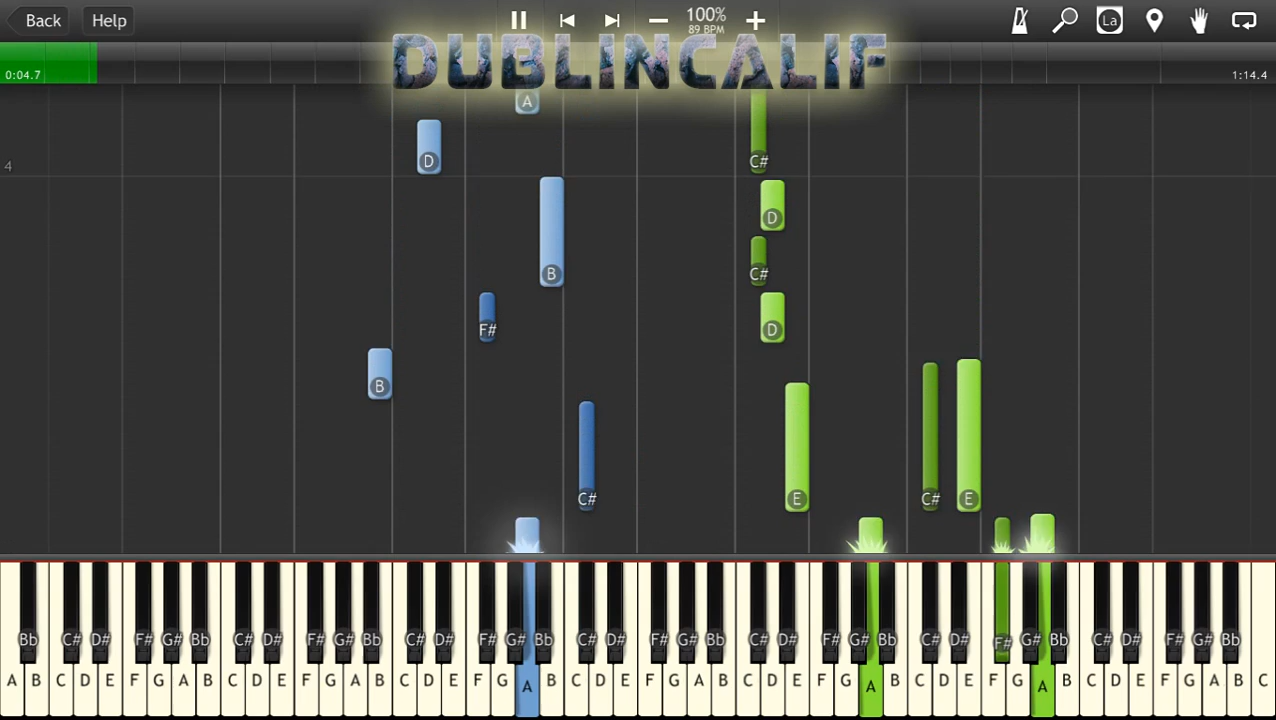 Back Help 100%
89 BPM La
DUBLINCALIF
0:04.7 1:14.4
A
D C#
4
D
B C#
F# D
B
C# E C# E
Bb C# D# F# G# Bb C# D# F# G# Bb C# D# F# G# Bb C# D# F# G# Bb C# D# F# G# Bb C# D# F# G# Bb C# D# F# G# Bb
A B C D E F G A B C D E F G A B C D E F G A B C D E F G A B C D E F G A B C D E F G A B C D E F G A B C